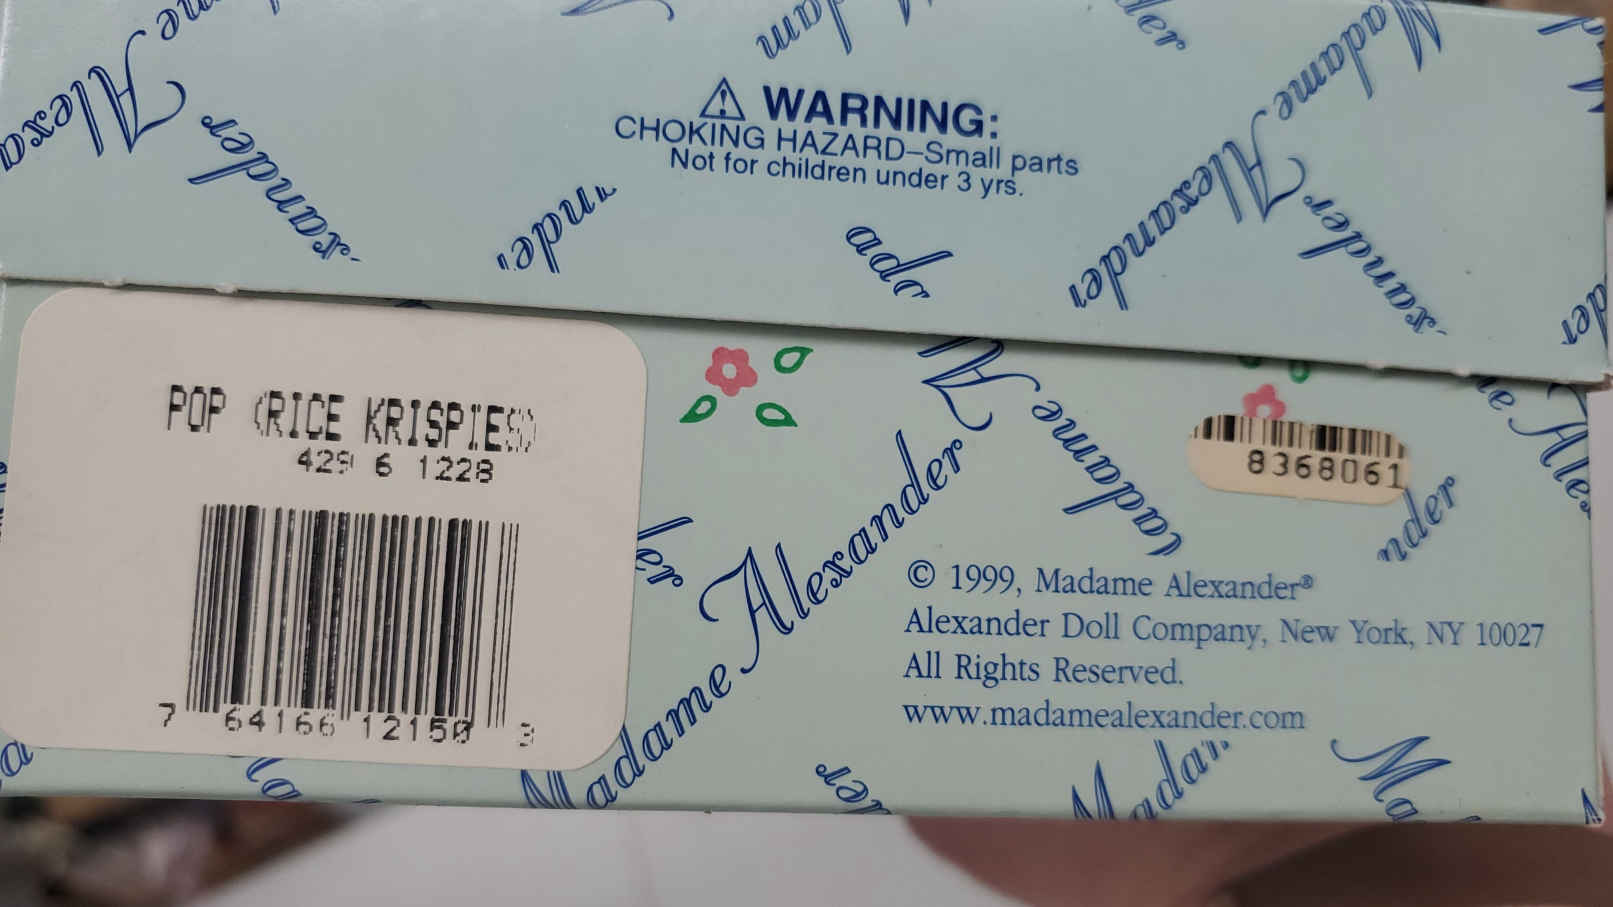 Madame Alexander
WARNING:
CHOKING HAZARD–Small parts
Not for children under 3 yrs.
POP (RICE KRISPIES)
6 1228
7 64166 12150 3
8368061
Madame Alexander
© 1999, Madame Alexander®
Alexander Doll Company, New York, NY 10027
All Rights Reserved.
www.madamealexander.com